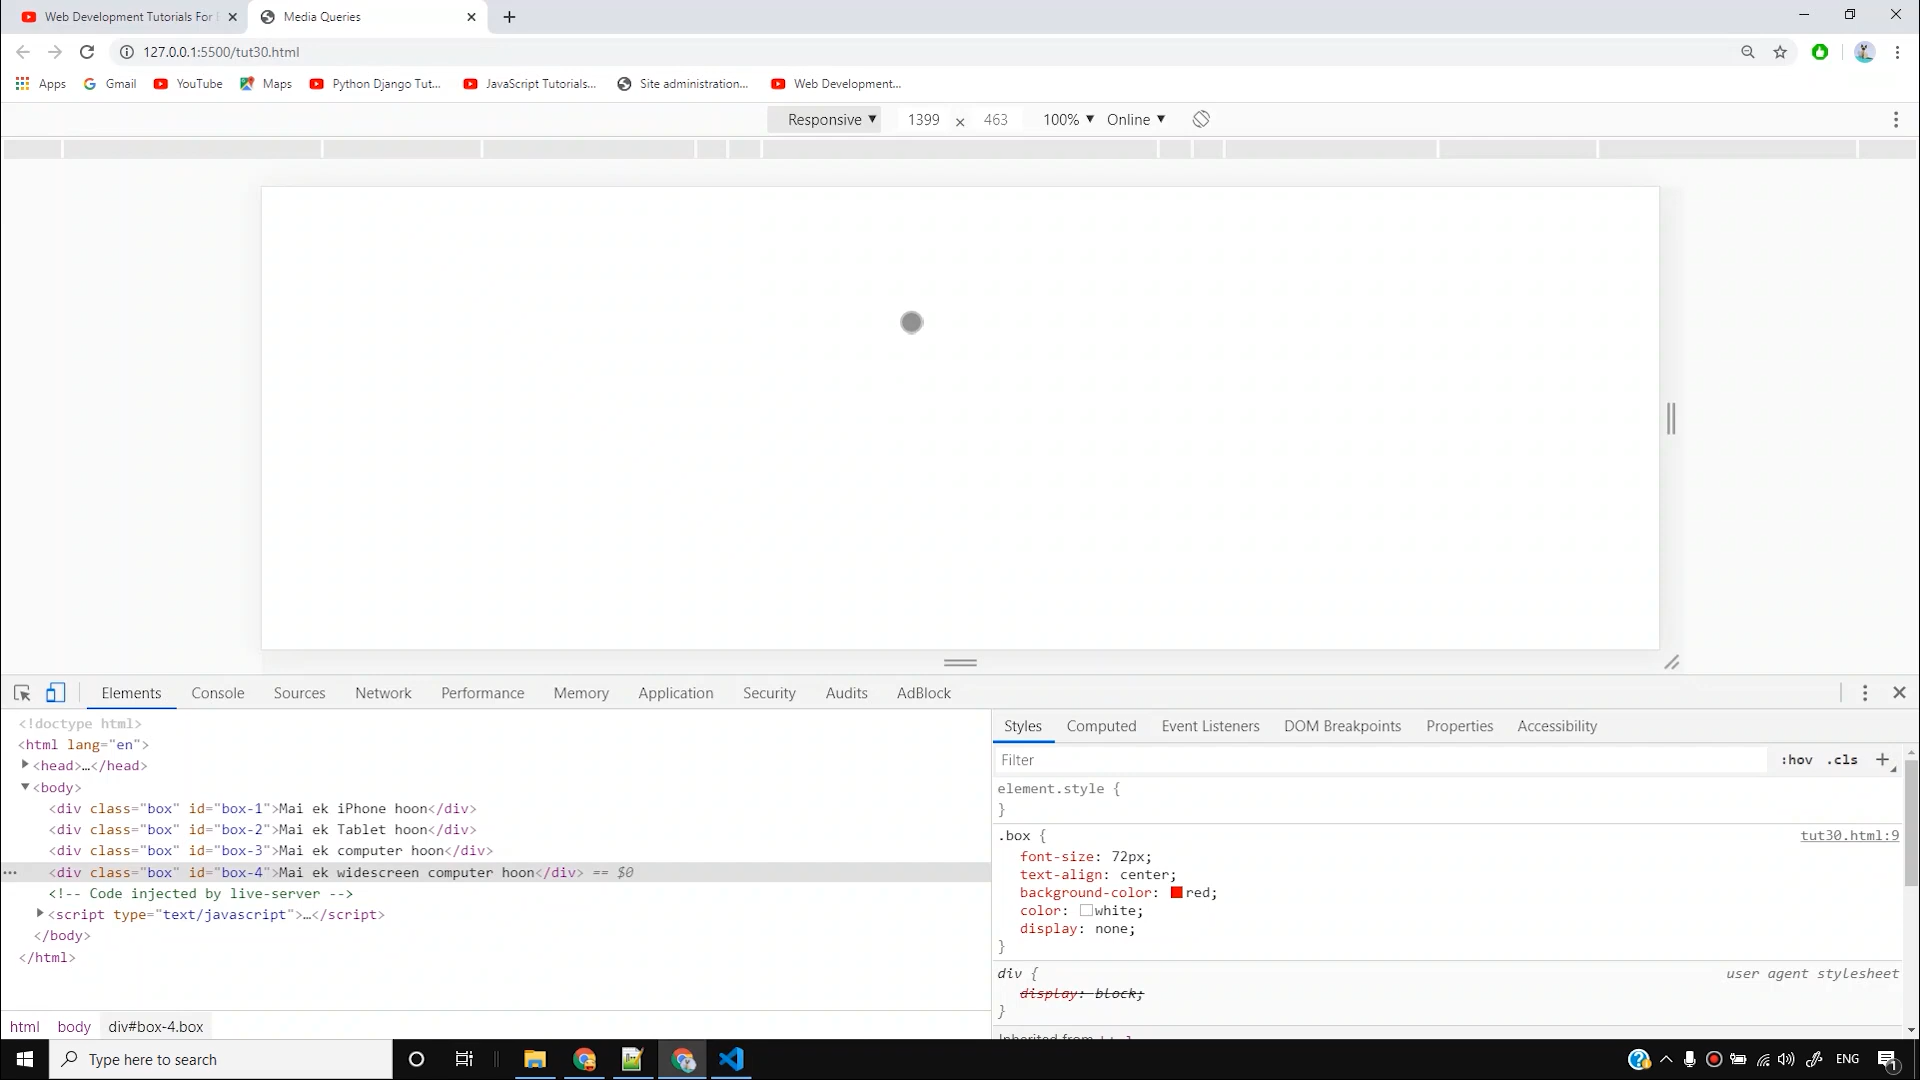 Web Development Tutorials For
Media Queries
127.0.0.1:5500/tut30.html
Apps
Gmail
YouTube
Maps
Python Django Tut...
JavaScript Tutorials...
Site administration...
Web Development...
Responsive
1399 x 463
100%
Online
Elements
Console
Sources
Network
Performance
Memory
Application
Security
Audits
AdBlock
<!doctype html>
<html lang="en">
<head>…</head>
<body>
<div class="box" id="box-1">Mai ek iPhone hoon</div>
<div class="box" id="box-2">Mai ek Tablet hoon</div>
<div class="box" id="box-3">Mai ek computer hoon</div>
<div class="box" id="box-4">Mai ek widescreen computer hoon</div> == $0
<!-- Code injected by live-server -->
<script type="text/javascript">…</script>
</body>
</html>
html body div#box-4.box
Styles
Computed
Event Listeners
DOM Breakpoints
Properties
Accessibility
Filter
:hov .cls +
element.style {
}
.box {
tut30.html:9
font-size: 72px;
text-align: center;
background-color: red;
color: white;
display: none;
}
div {
user agent stylesheet
display: block;
}
Inherited from
Type here to search
ENG
1